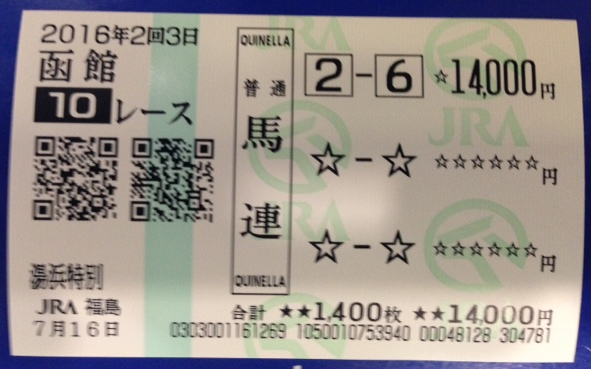 2016年2回3日
函館
10レース
湯浜特別
JRA 福島
7月16日
QUINELLA
普通
馬連
QUINELLA
2-6 ☆14,000円
☆-☆ ☆☆☆☆☆☆円
☆-☆ ☆☆☆☆☆☆円
合計 ★★1,400枚 ★★14,000円
0303001161269 1050010753940 00048128 304781
JRA
JRA
JRA